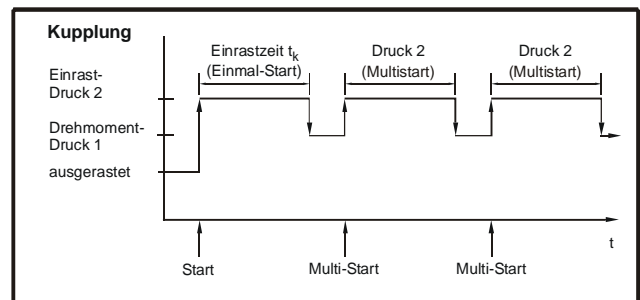 Kupplung
Einrastzeit tk
(Einmal-Start)
Druck 2
(Multistart)
Druck 2
(Multistart)
Einrast-
Druck 2
Drehmoment-
Druck 1
ausgerastet
t
Start
Multi-Start
Multi-Start